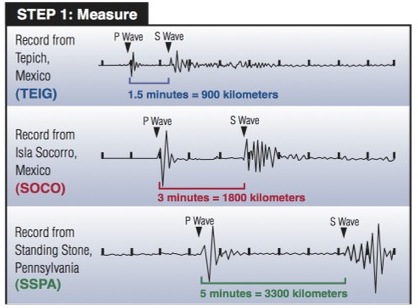 STEP 1: Measure
Record from
Tepich,
Mexico
(TEIG)
P Wave
S Wave
1.5 minutes = 900 kilometers
Record from
Isla Socorro,
Mexico
(SOCO)
P Wave
S Wave
3 minutes = 1800 kilometers
Record from
Standing Stone,
Pennsylvania
(SSPA)
P Wave
S Wave
5 minutes = 3300 kilometers